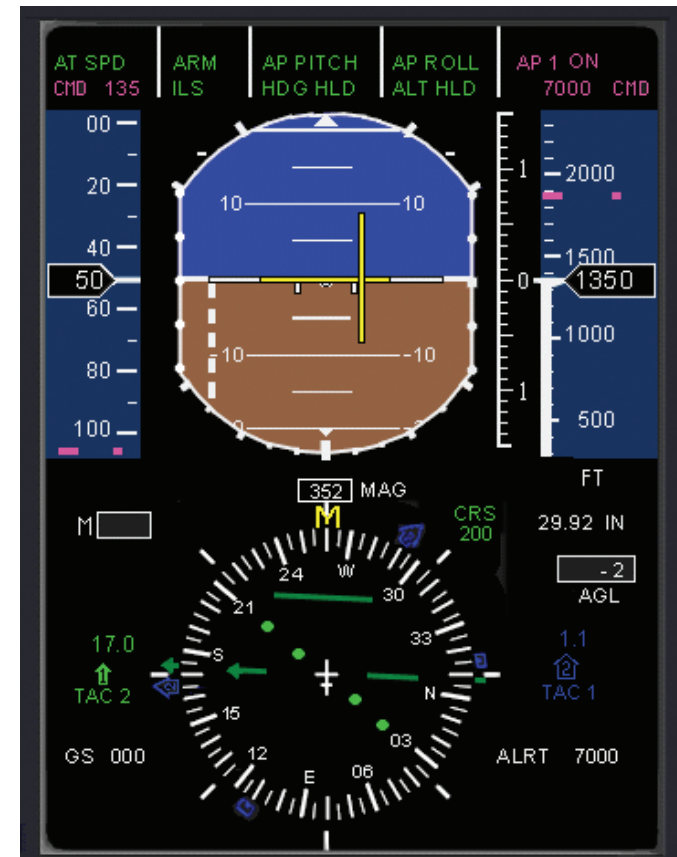 AT SPD
CMD 135
ARM
ILS
AP PITCH
HDG HLD
AP ROLL
ALT HLD
AP 1 ON
7000 CMD
00
20
40
50
60
80
100
10 10
-10 -10
1
0
1
2000
1500
1350
1000
500
FT
352 MAG
M
M
CRS
200
29.92 IN
- 2
AGL
24 W 30
21 33
S N
15 03
12 E 06
17.0
TAC 2
1.1
2
TAC 1
GS 000
ALRT 7000